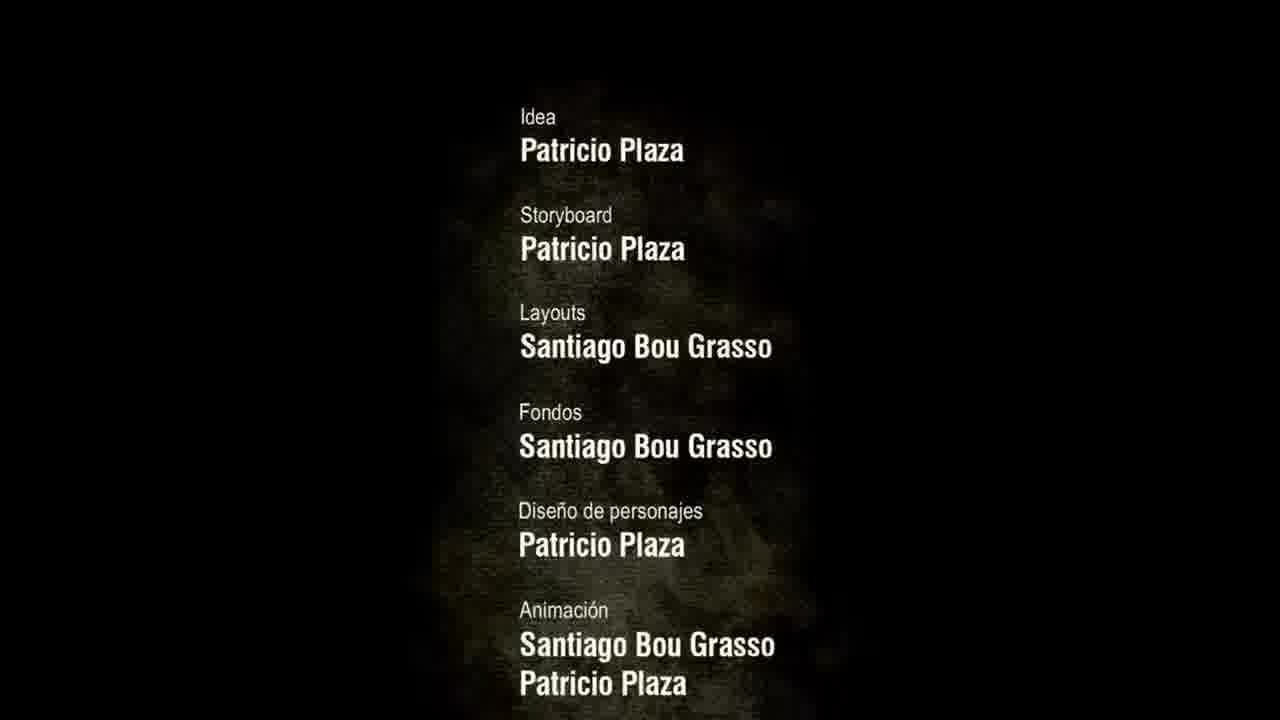 Idea
Patricio Plaza
Storyboard
Patricio Plaza
Layouts
Santiago Bou Grasso
Fondos
Santiago Bou Grasso
Diseño de personajes
Patricio Plaza
Animación
Santiago Bou Grasso
Patricio Plaza